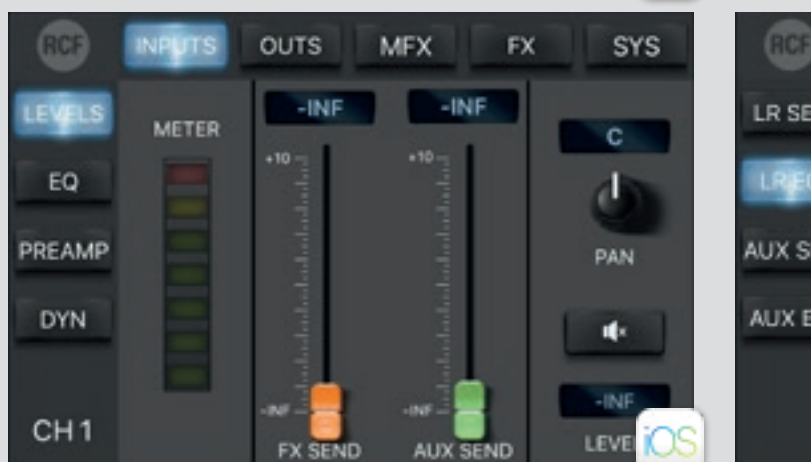 RCF
INPUTS
OUTS
MFX
FX
SYS
LEVELS
EQ
PREAMP
DYN
CH 1
METER
-INF
-INF
+10
+10
-INF
-INF
FX SEND
AUX SEND
C
PAN
-INF
LEVEL
iOS
RCF
LR SE
LR EQ
AUX S
AUX E